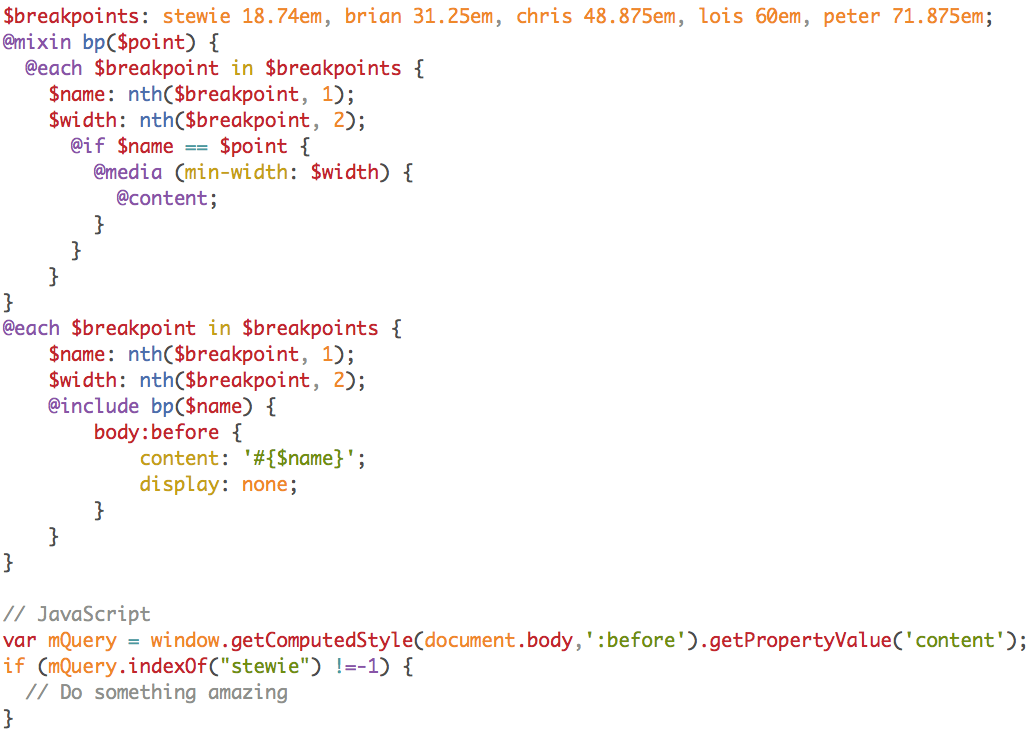 $breakpoints: stewie 18.74em, brian 31.25em, chris 48.875em, lois 60em, peter 71.875em;
@mixin bp($point) {
  @each $breakpoint in $breakpoints {
    $name: nth($breakpoint, 1);
    $width: nth($breakpoint, 2);
      @if $name == $point {
        @media (min-width: $width) {
          @content;
        }
      }
    }
}
@each $breakpoint in $breakpoints {
    $name: nth($breakpoint, 1);
    $width: nth($breakpoint, 2);
    @include bp($name) {
        body:before {
            content: '#{$name}';
            display: none;
        }
    }
}

// JavaScript
var mQuery = window.getComputedStyle(document.body,':before').getPropertyValue('content');
if (mQuery.indexOf("stewie") !=-1) {
  // Do something amazing
}